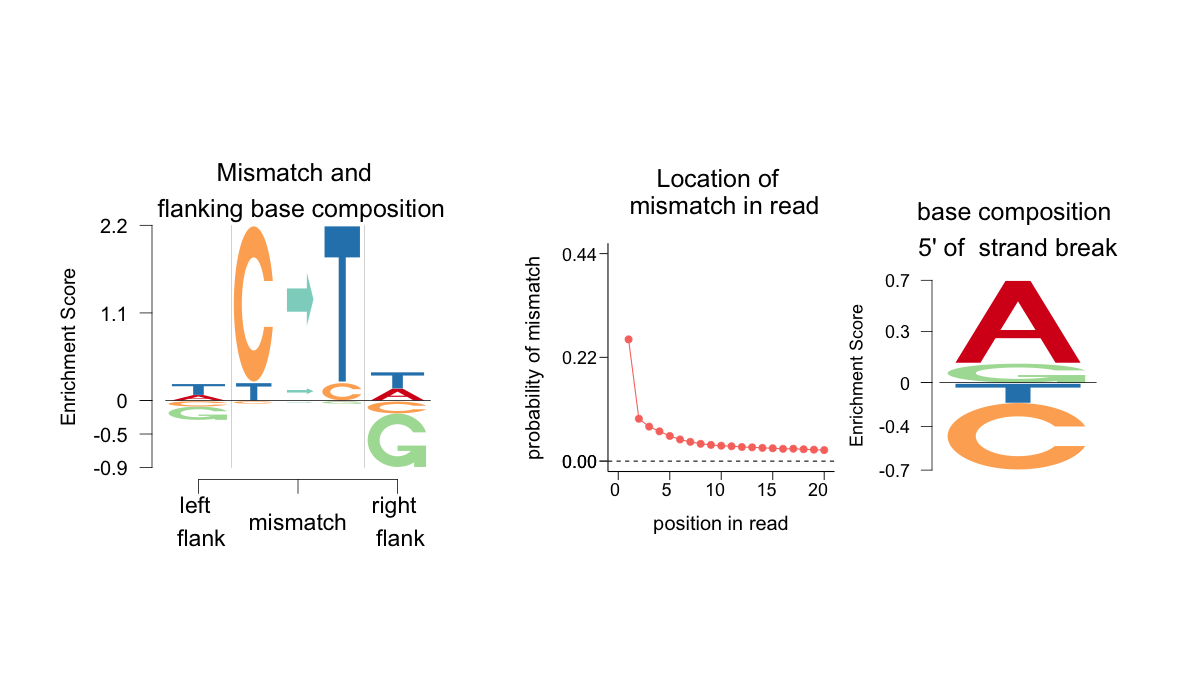 Mismatch and
flanking base composition
Enrichment Score
2.2
1.1
0
-0.5
-0.9
T
A
C
G
C
T
T
C
T
A
C
G
left
flank
mismatch
right
flank
Location of
mismatch in read
probability of mismatch
0.44
0.22
0.00
0
5
10
15
20
position in read
base composition
5' of strand break
Enrichment Score
0.7
0.3
0
-0.4
-0.7
A
G
T
C